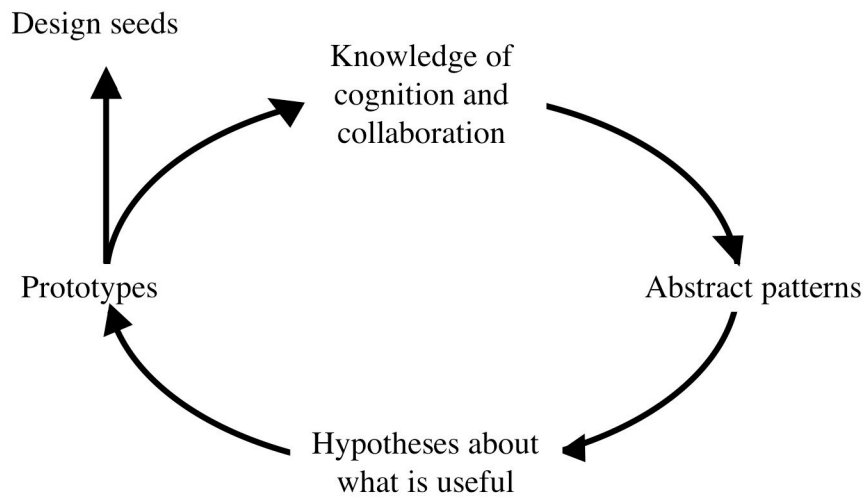 Design seeds
Knowledge of
cognition and
collaboration
Prototypes
Abstract patterns
Hypotheses about
what is useful